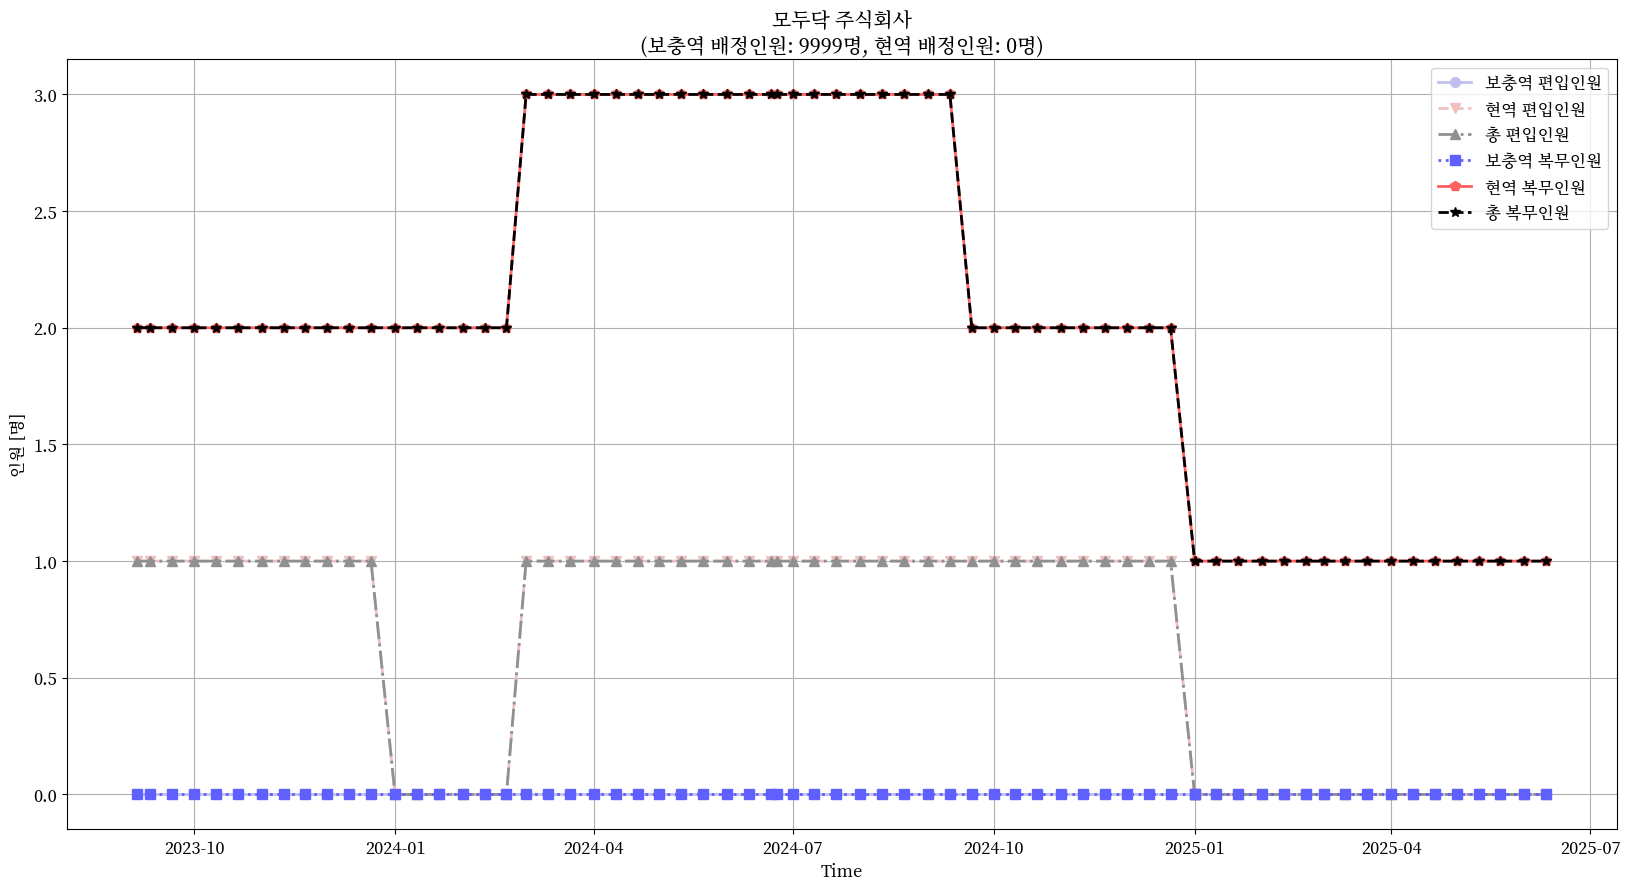 모두닥 주식회사
(보충역 배정인원: 9999명, 현역 배정인원: 0명)
보충역 편입인원
현역 편입인원
총 편입인원
보충역 복무인원
현역 복무인원
총 복무인원
인원 [명]
3.0
2.5
2.0
1.5
1.0
0.5
0.0
2023-10
2024-01
2024-04
2024-07
2024-10
2025-01
2025-04
2025-07
Time